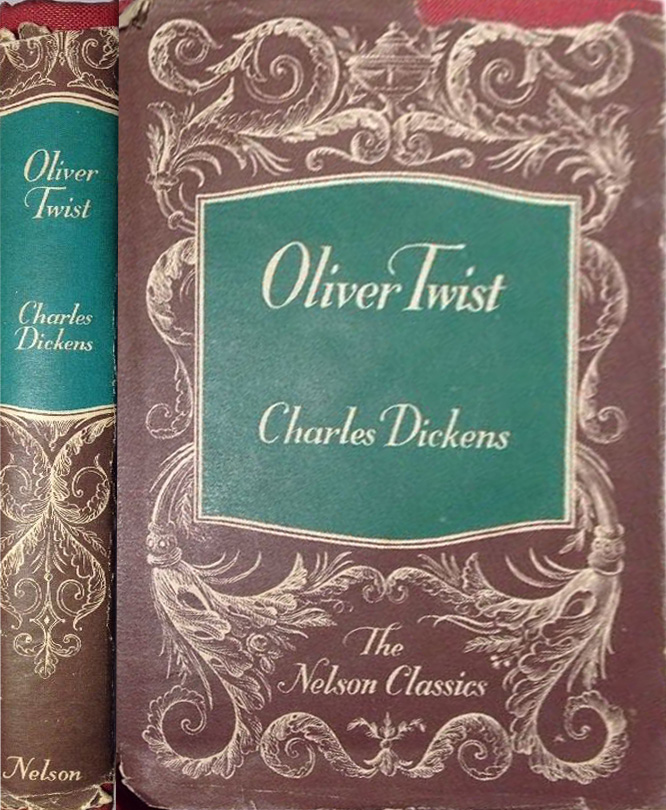 Oliver
Twist
Charles
Dickens
Nelson
Oliver Twist
Charles Dickens
The
Nelson Classics